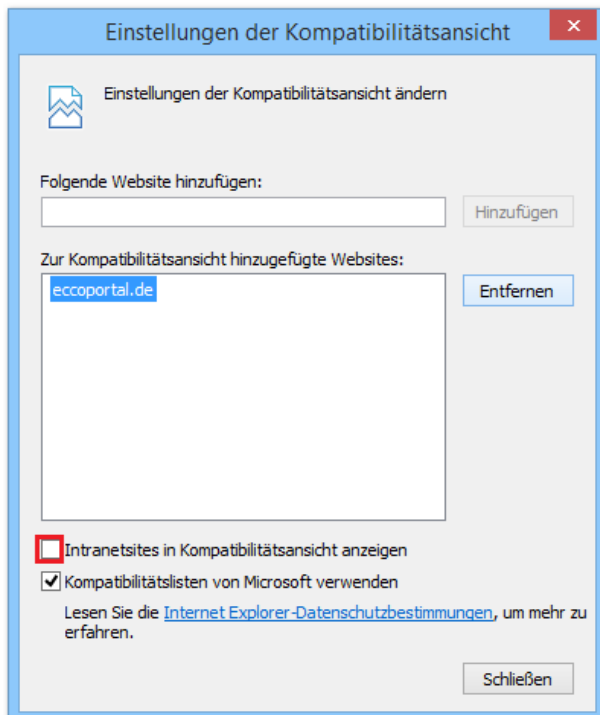 Einstellungen der Kompatibilitätsansicht
Einstellungen der Kompatibilitätsansicht ändern
Folgende Website hinzufügen:
Hinzufügen
Zur Kompatibilitätsansicht hinzugefügte Websites:
eccoportal.de
Entfernen
Intranetsites in Kompatibilitätsansicht anzeigen
Kompatibilitätslisten von Microsoft verwenden
Lesen Sie die Internet Explorer-Datenschutzbestimmungen, um mehr zu
erfahren.
Schließen